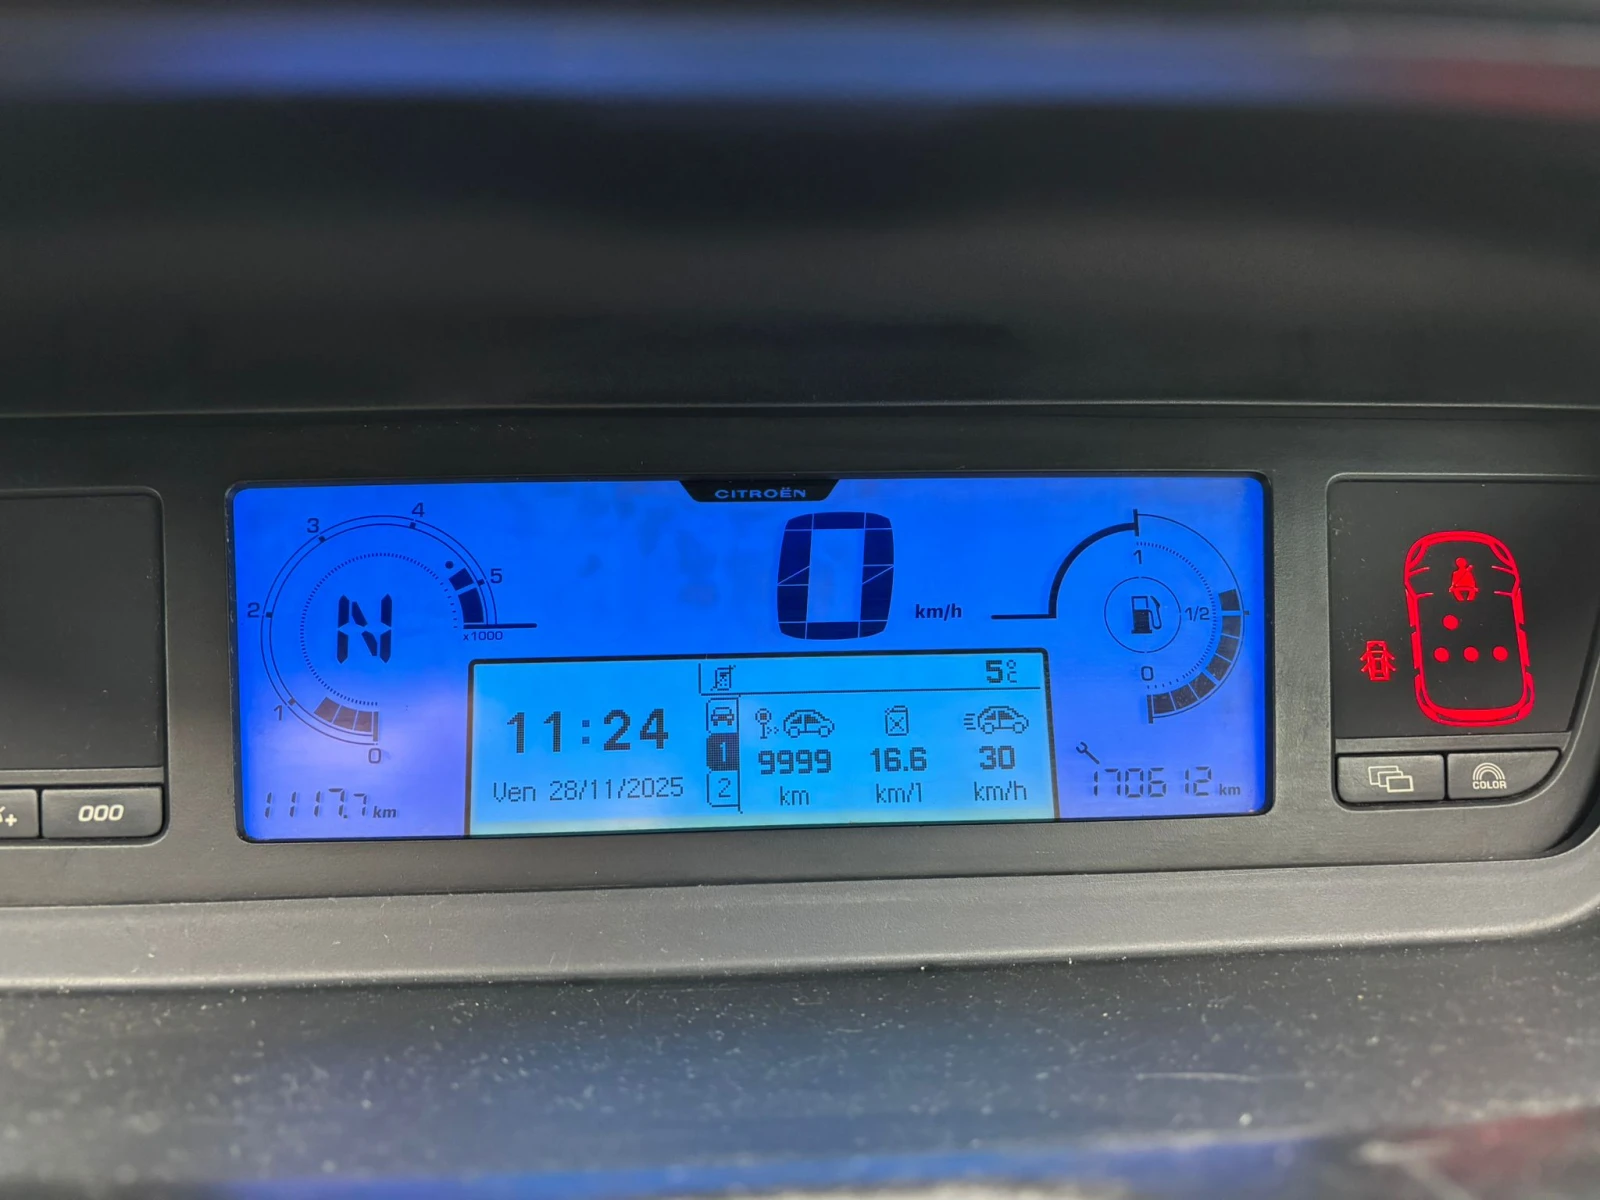 CITROËN
4
3
5
2
x1000
N
1
0
1117.7 km
0 km/h
1
1/2
0
5°C
11:24
Ven 28/11/2025
1
2
9999 16.6 30
km km/l km/h
170612 km
000
COLOR